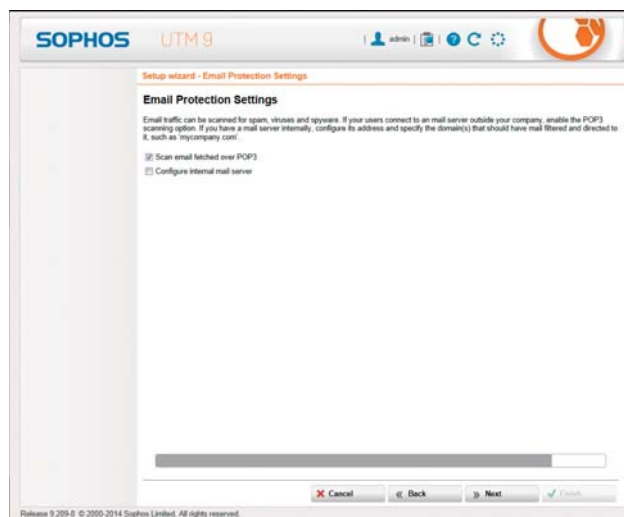 SOPHOS UTM 9 | admin | |
Setup wizard - Email Protection Settings
Email Protection Settings
Email traffic can be scanned for spam, viruses and spyware. If your users connect to an mail server outside your company, enable the POP3
scanning option. If you have a mail server internally, configure its address and specify the domain(s) that should have mail filtered and directed to
it, such as 'mycompany.com'.
Scan email fetched over POP3
Configure internal mail server
Cancel « Back » Next Finish
Release 9.209-8 © 2000-2014 Sophos Limited. All rights reserved.